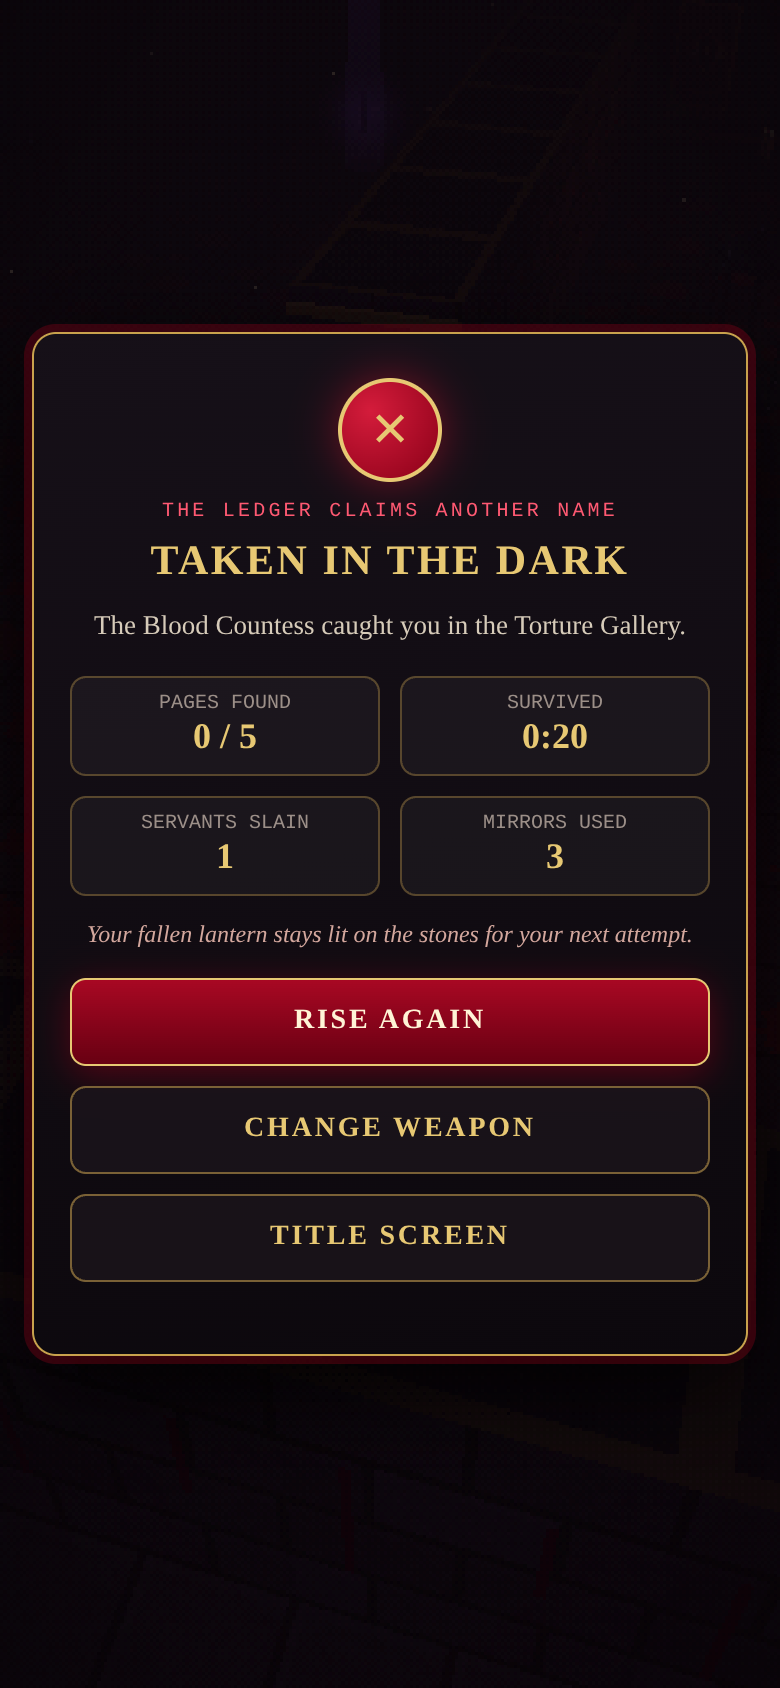 THE LEDGER CLAIMS ANOTHER NAME
TAKEN IN THE DARK
The Blood Countess caught you in the Torture Gallery.
PAGES FOUND
0 / 5
SURVIVED
0:20
SERVANTS SLAIN
1
MIRRORS USED
3
Your fallen lantern stays lit on the stones for your next attempt.
RISE AGAIN
CHANGE WEAPON
TITLE SCREEN